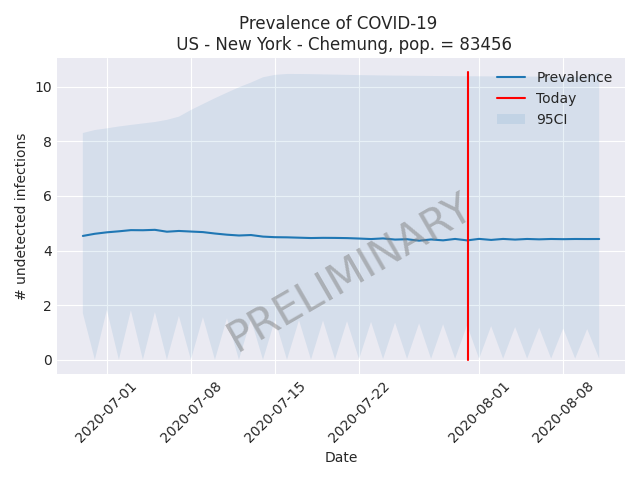 Prevalence of COVID-19
US - New York - Chemung, pop. = 83456
# undetected infections
10
8
6
4
2
0
Prevalence
Today
95CI
PRELIMINARY
2020-07-01
2020-07-08
2020-07-15
2020-07-22
2020-08-01
2020-08-08
Date